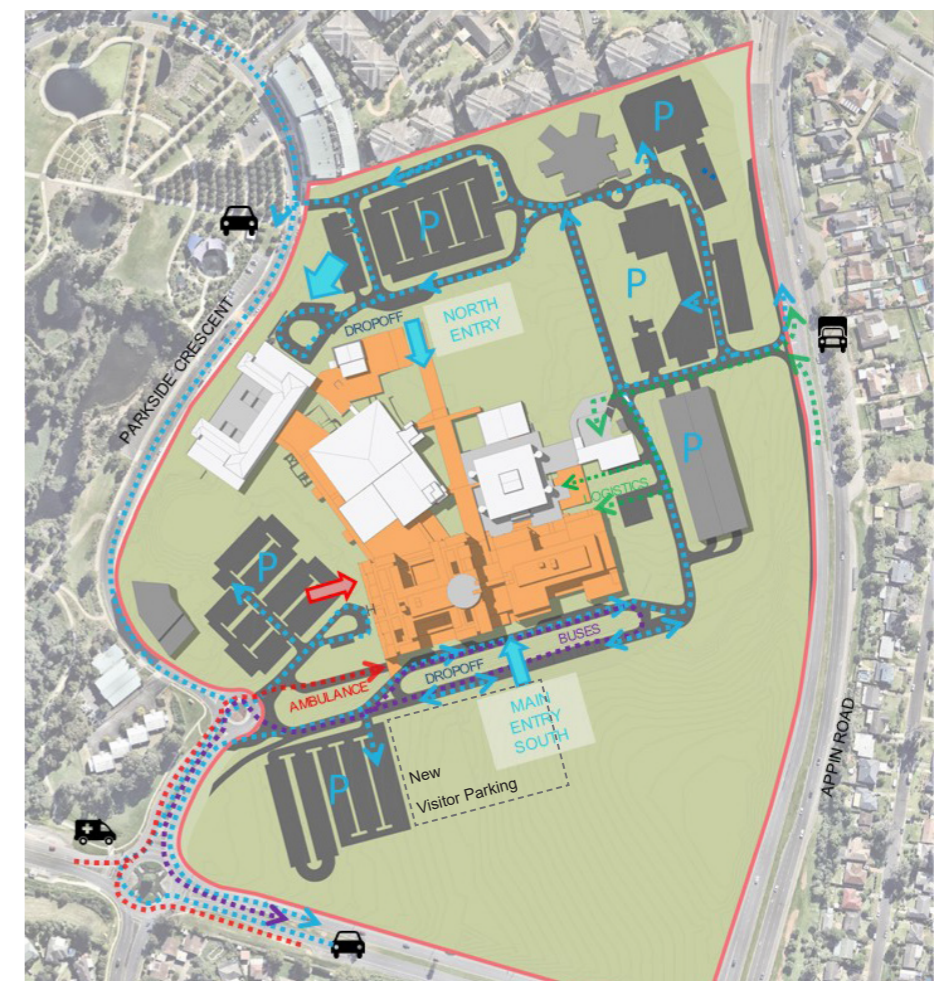 P
P
P
PARKSIDE CRESCENT
DROPOFF
NORTH
ENTRY
P
LOGISTICS
P
H
BUSES
DROPOFF
AMBULANCE
MAIN
ENTRY
SOUTH
P
New
Visitor Parking
APPIN ROAD